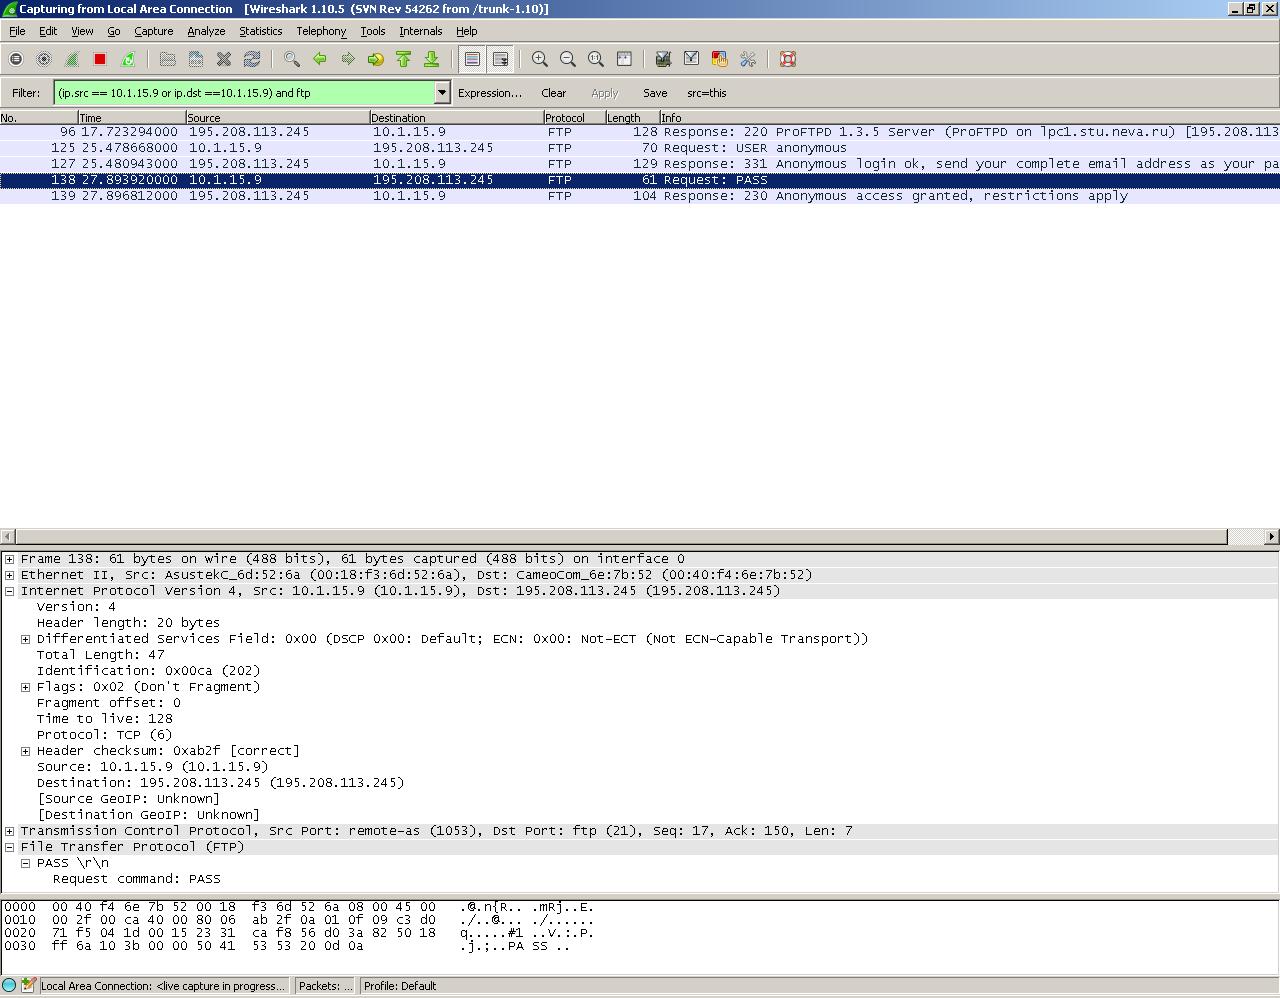 Capturing from Local Area Connection [Wireshark 1.10.5 (SVN Rev 54262 from /trunk-1.10)]
File Edit View Go Capture Analyze Statistics Telephony Tools Internals Help
Filter: (ip.src == 10.1.15.9 or ip.dst ==10.1.15.9) and ftp Expression... Clear Apply Save src=this
No. Time Source Destination Protocol Length Info
96 17.723294000 195.208.113.245 10.1.15.9 FTP 128 Response: 220 ProFTPD 1.3.5 Server (ProFTPD on lpc1.stu.neva.ru) [195.208.113
125 25.478668000 10.1.15.9 195.208.113.245 FTP 70 Request: USER anonymous
127 25.480943000 195.208.113.245 10.1.15.9 FTP 129 Response: 331 Anonymous login ok, send your complete email address as your pa
138 27.893920000 10.1.15.9 195.208.113.245 FTP 61 Request: PASS
139 27.896812000 195.208.113.245 10.1.15.9 FTP 104 Response: 230 Anonymous access granted, restrictions apply
Frame 138: 61 bytes on wire (488 bits), 61 bytes captured (488 bits) on interface 0
Ethernet II, Src: AsustekC_6d:52:6a (00:18:f3:6d:52:6a), Dst: CameoCom_6e:7b:52 (00:40:f4:6e:7b:52)
Internet Protocol Version 4, Src: 10.1.15.9 (10.1.15.9), Dst: 195.208.113.245 (195.208.113.245)
Version: 4
Header length: 20 bytes
Differentiated Services Field: 0x00 (DSCP 0x00: Default; ECN: 0x00: Not-ECT (Not ECN-Capable Transport))
Total Length: 47
Identification: 0x00ca (202)
Flags: 0x02 (Don't Fragment)
Fragment offset: 0
Time to live: 128
Protocol: TCP (6)
Header checksum: 0xab2f [correct]
Source: 10.1.15.9 (10.1.15.9)
Destination: 195.208.113.245 (195.208.113.245)
[Source GeoIP: Unknown]
[Destination GeoIP: Unknown]
Transmission Control Protocol, Src Port: remote-as (1053), Dst Port: ftp (21), Seq: 17, Ack: 150, Len: 7
File Transfer Protocol (FTP)
PASS \r\n
Request command: PASS
0000 00 40 f4 6e 7b 52 00 18 f3 6d 52 6a 08 00 45 00 .@.n{R.. .mRj..E.
0010 00 2f 00 ca 40 00 80 06 ab 2f 0a 01 0f 09 c3 d0 ./..@... ./......
0020 71 f5 04 1d 00 15 23 31 ca f8 56 d0 3a 82 50 18 q.....#1 ..V.:.P.
0030 ff 6a 10 3b 00 00 50 41 53 53 20 0d 0a .j.;..PA SS ..
Local Area Connection: <live capture in progress... Packets: ... Profile: Default